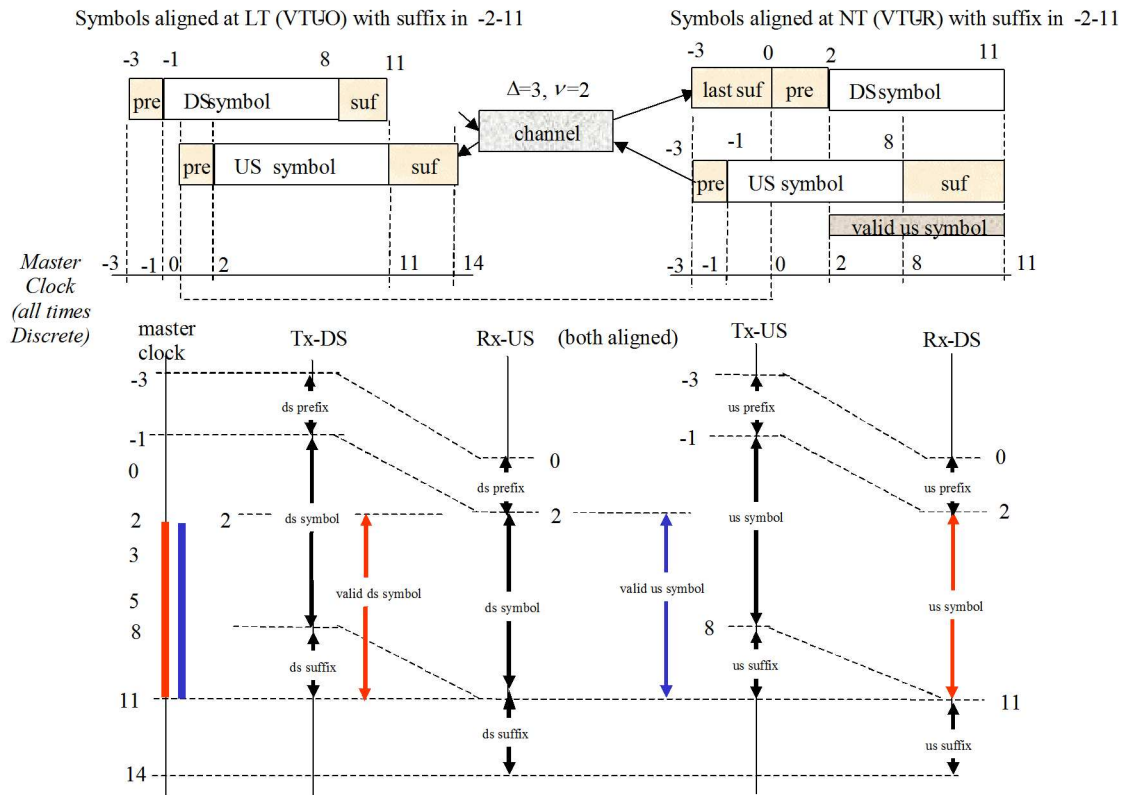 Symbols aligned at LT (VTU-O) with suffix in -2-11
Symbols aligned at NT (VTU-R) with suffix in -2-11
-3 -1 8 11
pre DS symbol suf
pre US symbol suf
Δ=3, ν=2
channel
-3 0 2 11
last suf pre DS symbol
-3 -1 8
pre US symbol suf
valid us symbol
Master
Clock
(all times
Discrete)
-3 -1 0 2 11 14
-3 -1 0 2 8 11
master
clock
Tx-DS
Rx-US
(both aligned)
Tx-US
Rx-DS
-3
-3
ds prefix
us prefix
-1
-1
0
0
0
ds prefix
us prefix
2
2
2
2
ds symbol
us symbol
3
5
valid ds symbol
ds symbol
valid us symbol
us symbol
8
8
ds suffix
us suffix
11
11
ds suffix
us suffix
14